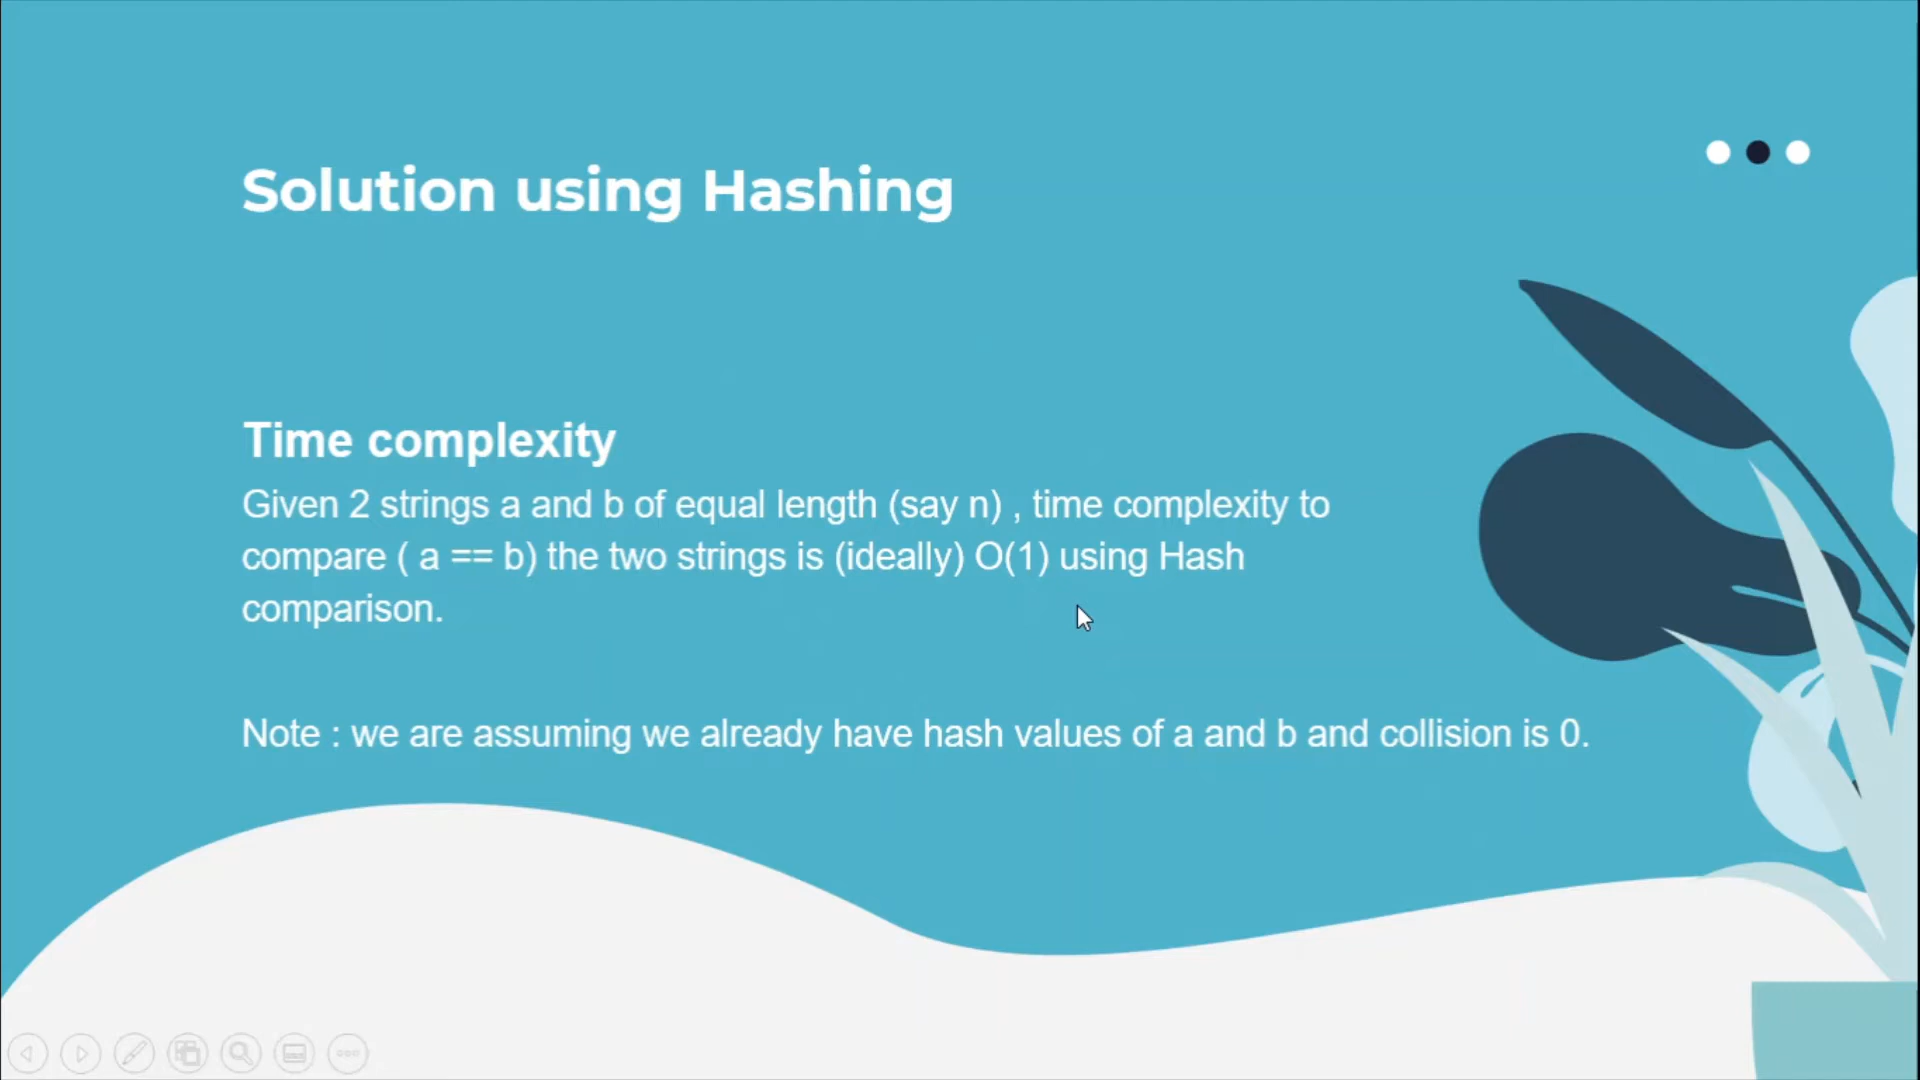 Solution using Hashing
Time complexity
Given 2 strings a and b of equal length (say n) , time complexity to
compare ( a == b) the two strings is (ideally) O(1) using Hash
comparison.
Note : we are assuming we already have hash values of a and b and collision is 0.